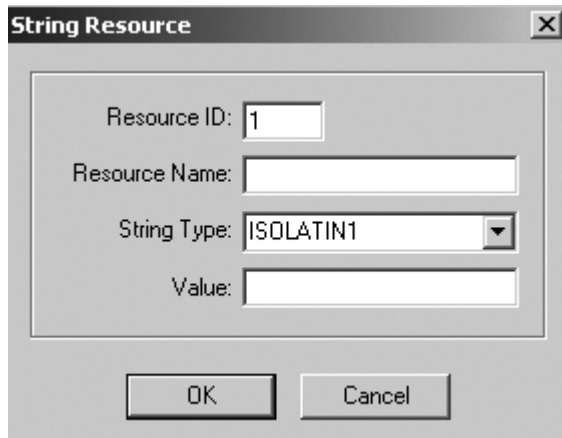 String Resource
Resource ID: 1
Resource Name:
String Type: ISOLATIN1
Value:
OK Cancel